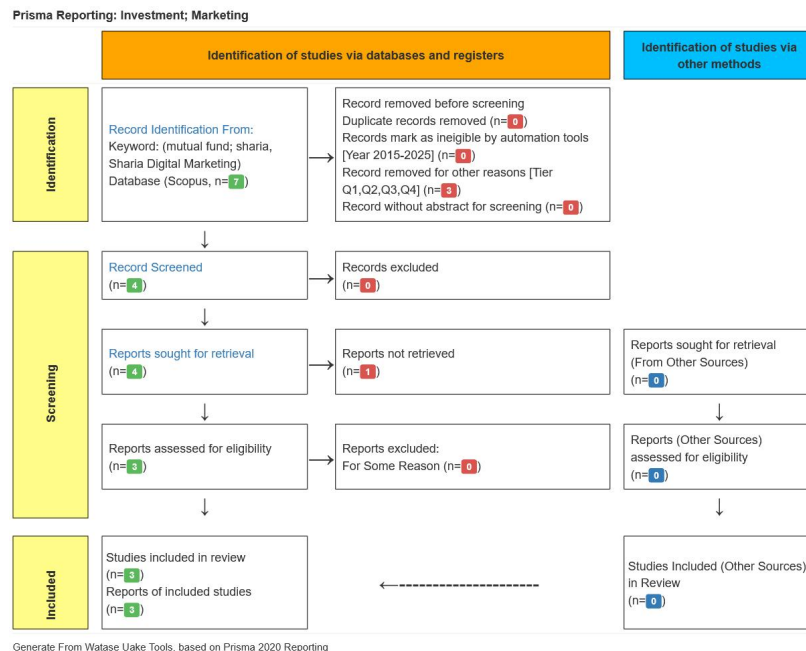 Prisma Reporting: Investment; Marketing
Identification of studies via databases and registers
Identification of studies via
other methods
Identification
Record Identification From:
Keyword: (mutual fund; sharia,
Sharia Digital Marketing)
Database (Scopus, n=7)
Record removed before screening
Duplicate records removed (n=0)
Records mark as ineigible by automation tools
[Year 2015-2025] (n=0)
Record removed for other reasons [Tier
Q1,Q2,Q3,Q4] (n=3)
Record without abstract for screening (n=0)
Screening
Record Screened
(n=4)
Records excluded
(n=0)
Reports sought for retrieval
(n=4)
Reports not retrieved
(n=1)
Reports sought for retrieval
(From Other Sources)
(n=0)
Reports assessed for eligibility
(n=3)
Reports excluded:
For Some Reason (n=0)
Reports (Other Sources)
assessed for eligibility
(n=0)
Included
Studies included in review
(n=3)
Reports of included studies
(n=3)
Studies Included (Other Sources)
in Review
(n=0)
Generate From Watase Uake Tools, based on Prisma 2020 Reporting